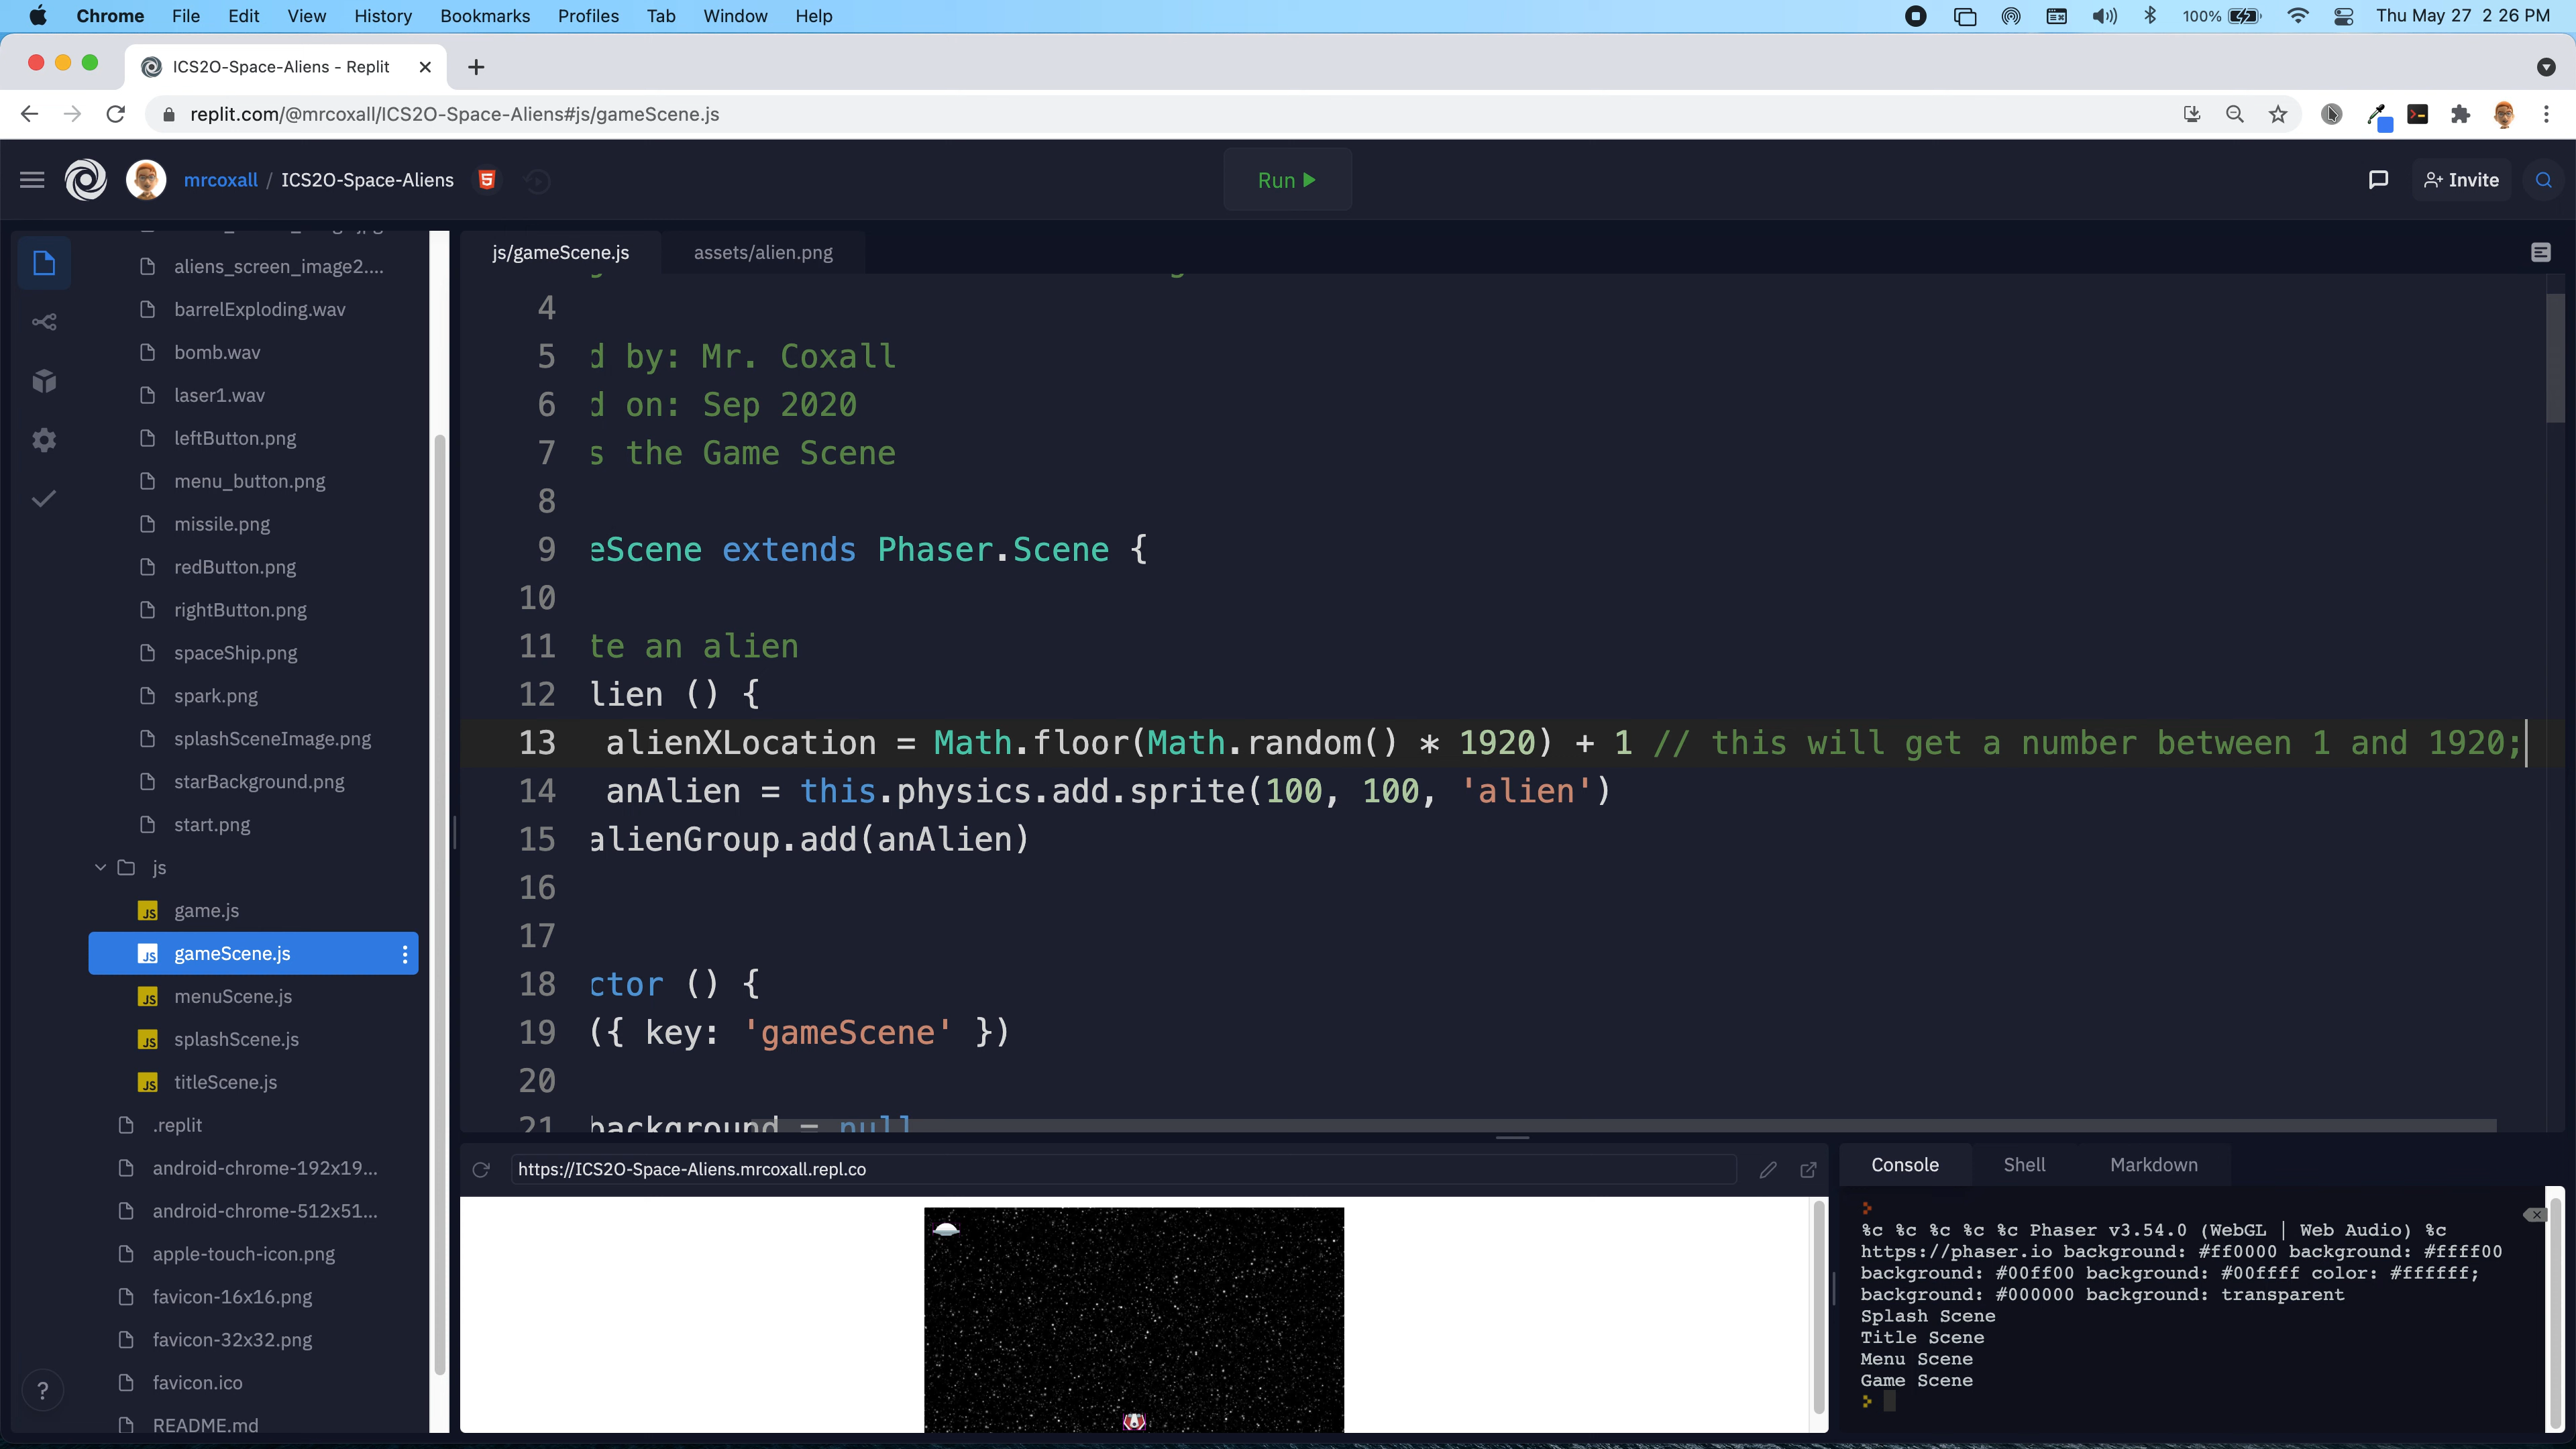 Chrome File Edit View History Bookmarks Profiles Tab Window Help 100% Thu May 27 2 26 PM
ICS2O-Space-Aliens - Replit
replit.com/@mrcoxall/ICS2O-Space-Aliens#js/gameScene.js
mrcoxall / ICS2O-Space-Aliens 5 Run Invite
aliens_screen_image2....
barrelExploding.wav
bomb.wav
laser1.wav
leftButton.png
menu_button.png
missile.png
redButton.png
rightButton.png
spaceShip.png
spark.png
splashSceneImage.png
starBackground.png
start.png
js
JS game.js
JS gameScene.js
JS menuScene.js
JS splashScene.js
JS titleScene.js
.replit
android-chrome-192x19...
android-chrome-512x51...
apple-touch-icon.png
favicon-16x16.png
favicon-32x32.png
favicon.ico
README.md
?
js/gameScene.js assets/alien.png
4
5 d by: Mr. Coxall
6 d on: Sep 2020
7 s the Game Scene
8
9 eScene extends Phaser.Scene {
10
11 te an alien
12 lien () {
13 alienXLocation = Math.floor(Math.random() * 1920) + 1 // this will get a number between 1 and 1920;
14 anAlien = this.physics.add.sprite(100, 100, 'alien')
15 alienGroup.add(anAlien)
16
17
18 ctor () {
19 ({ key: 'gameScene' })
20
21 background = null
https://ICS2O-Space-Aliens.mrcoxall.repl.co
Console Shell Markdown
%c %c %c %c %c Phaser v3.54.0 (WebGL | Web Audio) %c
https://phaser.io background: #ff0000 background: #ffff00
background: #00ff00 background: #00ffff color: #ffffff;
background: #000000 background: transparent
Splash Scene
Title Scene
Menu Scene
Game Scene